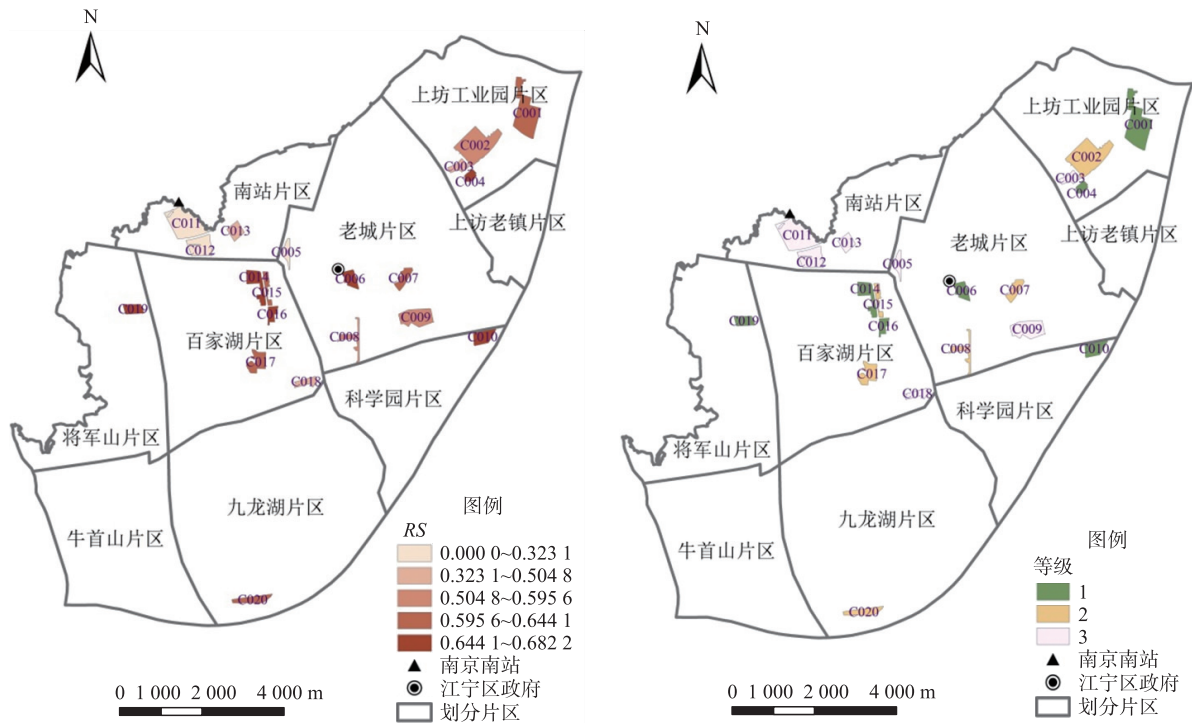 N
上坊工业园片区
C001
C002
C003
C004
南站片区
上访老镇片区
C011
C013
C012
老城片区
C005
C006
C007
C014
C015
C016
C019
C009
百家湖片区
C008
C010
C017
C018
科学园片区
将军山片区
九龙湖片区
牛首山片区
C020
图例
RS
0.000 0~0.323 1
0.323 1~0.504 8
0.504 8~0.595 6
0.595 6~0.644 1
0.644 1~0.682 2
南京南站
江宁区政府
划分片区
0 1 000 2 000 4 000 m
N
上坊工业园片区
C001
C002
C003
C004
南站片区
上访老镇片区
C011
C013
C012
老城片区
C005
C006
C007
C014
C015
C016
C019
C009
百家湖片区
C008
C010
C017
C018
科学园片区
将军山片区
九龙湖片区
牛首山片区
C020
图例
等级
1
2
3
南京南站
江宁区政府
划分片区
0 1 000 2 000 4 000 m